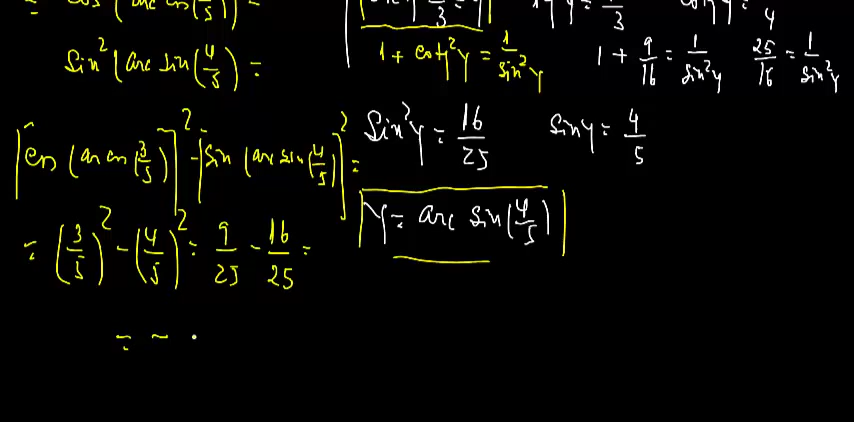 sin²(arc sin(4/5)) =
[cos(arc cos(3/5))]² - [sin(arc sin(4/5))]² =
= (3/5)² - (4/5)² = 9/25 - 16/25 =
= -
1 + cotg²y = 1/sin²y
1 + 9/16 = 1/sin²y 25/16 = 1/sin²y
sin²y = 16/25 sin y = 4/5
y = arc sin(4/5)